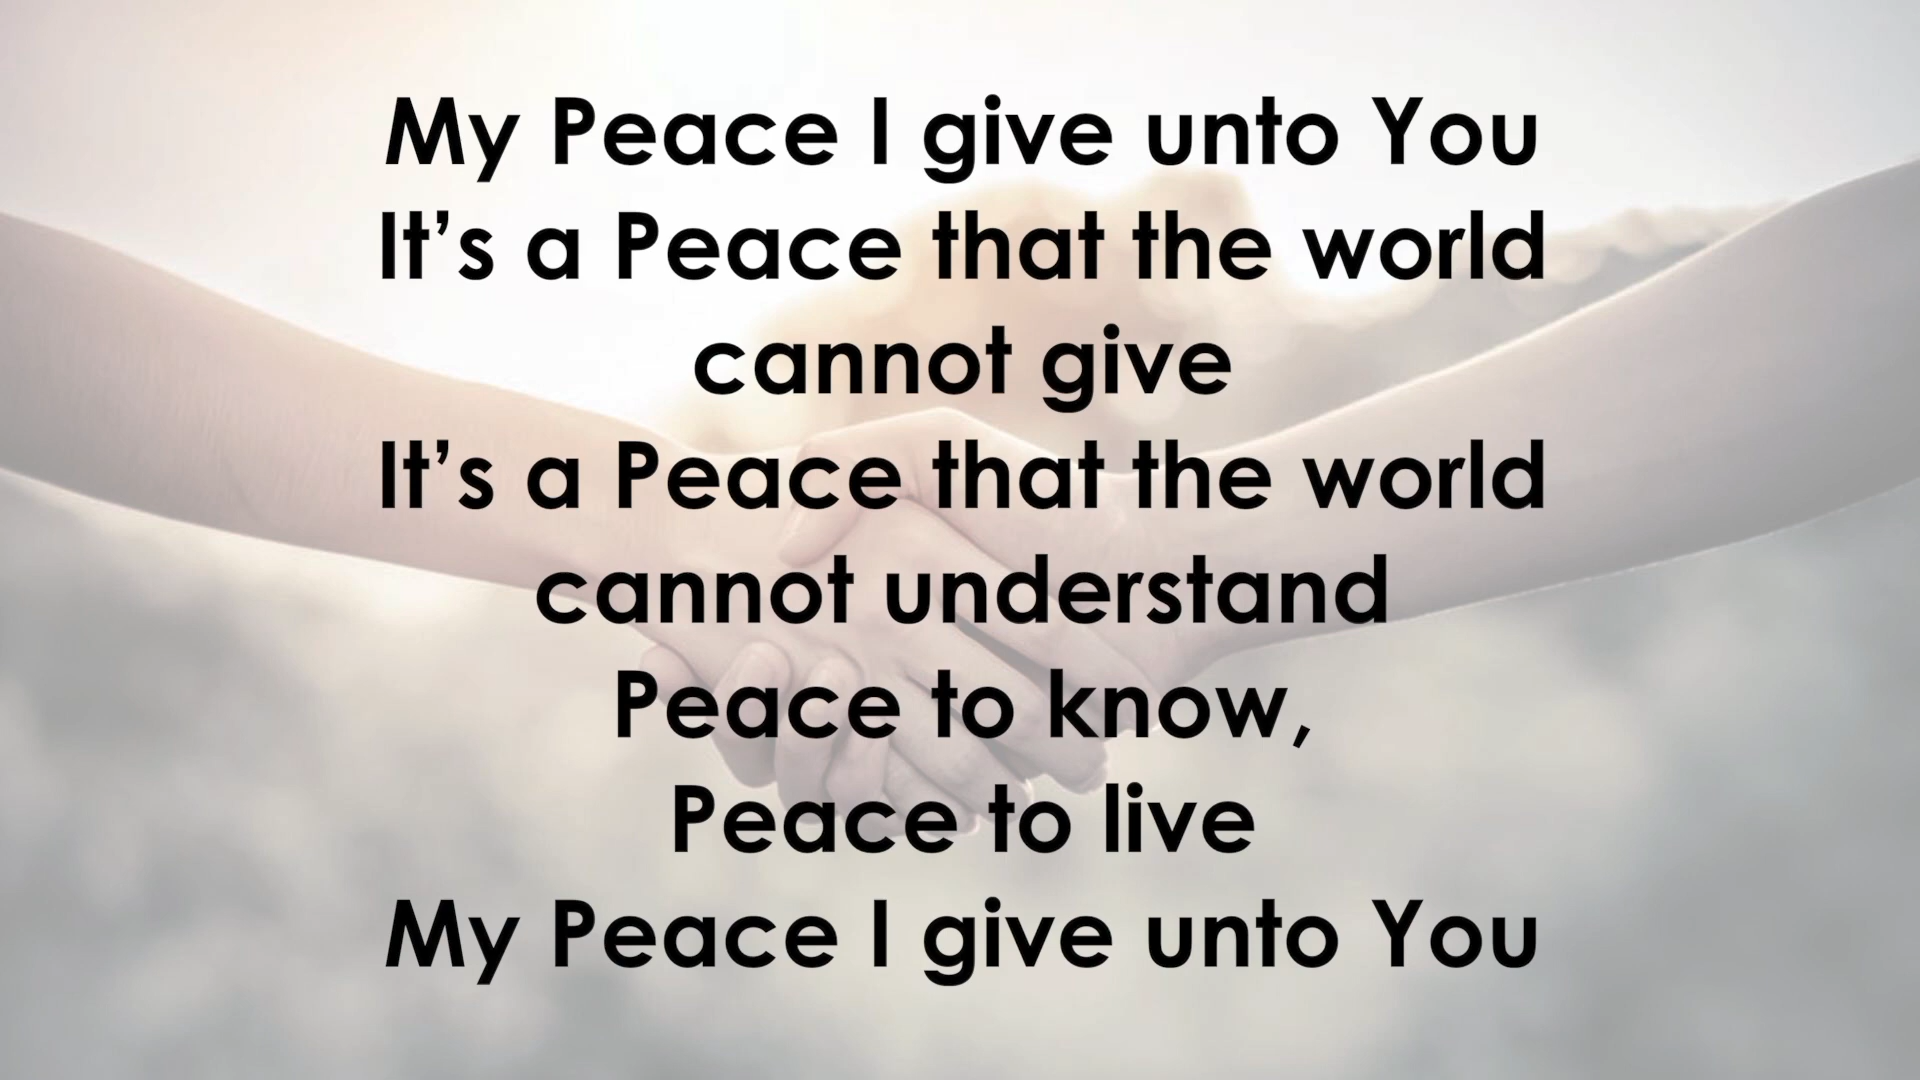 My Peace I give unto You
It’s a Peace that the world
cannot give
It’s a Peace that the world
cannot understand
Peace to know,
Peace to live
My Peace I give unto You